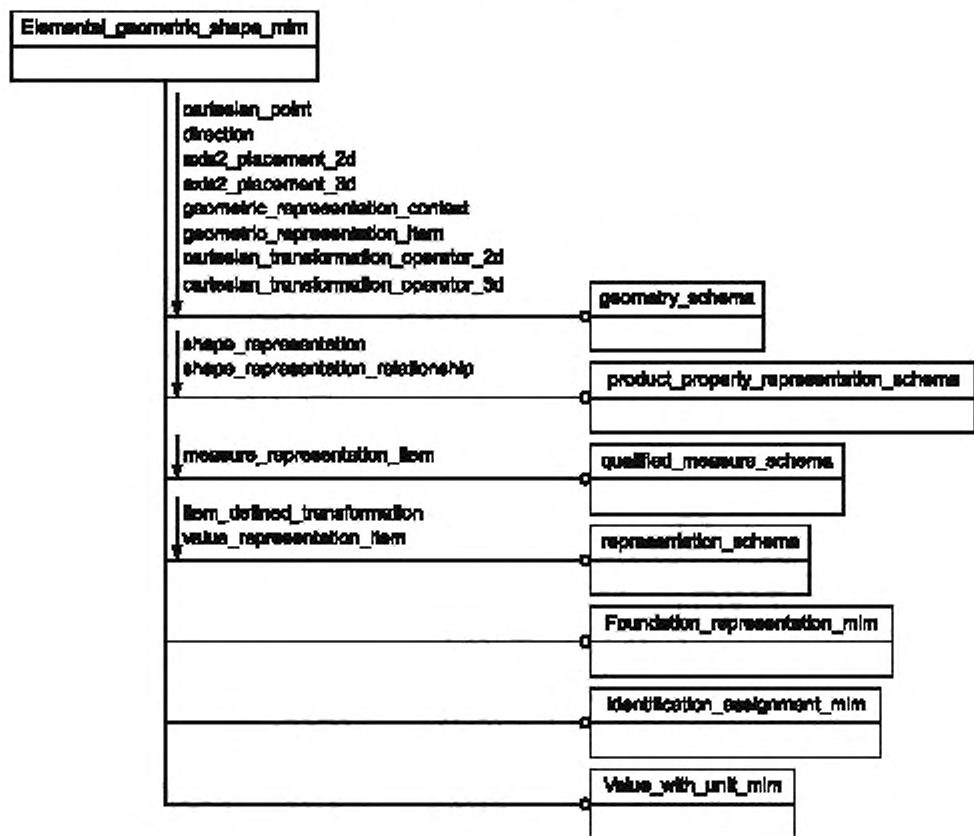 Elemental_geometric_shape_mim
cartesian_point
direction
axis2_placement_2d
axis2_placement_3d
geometric_representation_context
geometric_representation_item
cartesian_transformation_operator_2d
cartesian_transformation_operator_3d
geometry_schema
shape_representation
shape_representation_relationship
product_property_representation_schema
measure_representation_item
qualified_measure_schema
item_defined_transformation
value_representation_item
representation_schema
Foundation_representation_mim
Identification_assignment_mim
Value_with_unit_mim